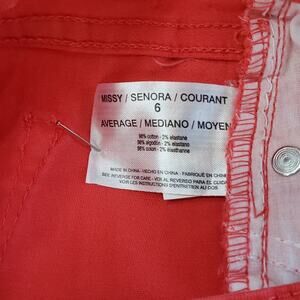 MISSY / SENORA / COURANT
6
AVERAGE / MEDIANO / MOYEN
98% cotton - 2% elastane
98% algodon - 2% elastano
98% coton - 2% elasthanne
MADE IN CHINA - HECHO EN CHINA - FABRIQUÉ EN CHINE
SEE REVERSE FOR CARE - VER AL REVERSO PARA EL CUIDADO
VOIR LES INSTRUCTIONS D'ENTRETIEN AU DOS